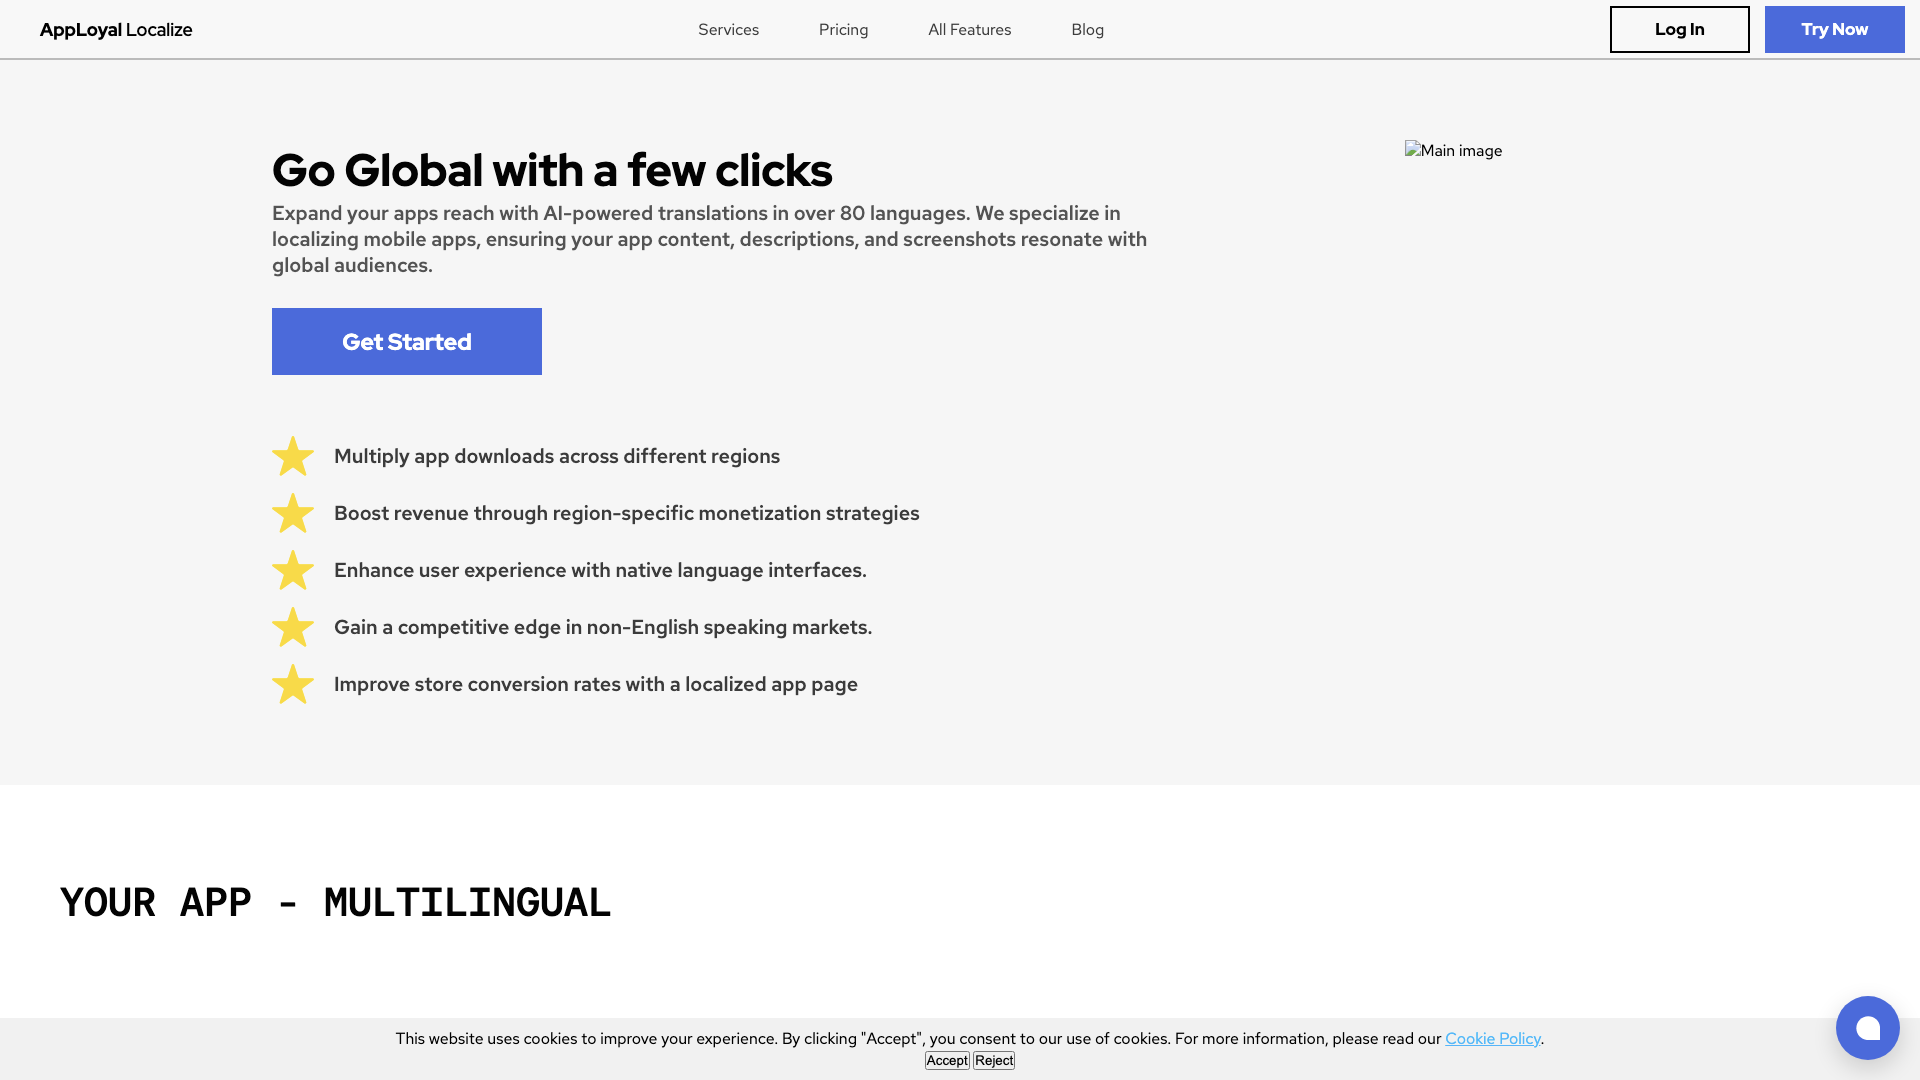 AppLoyal Localize
Services
Pricing
All Features
Blog
Log In
Try Now
Go Global with a few clicks
Main image
Expand your apps reach with AI-powered translations in over 80 languages. We specialize in
localizing mobile apps, ensuring your app content, descriptions, and screenshots resonate with
global audiences.
Get Started
Multiply app downloads across different regions
Boost revenue through region-specific monetization strategies
Enhance user experience with native language interfaces.
Gain a competitive edge in non-English speaking markets.
Improve store conversion rates with a localized app page
YOUR APP - MULTILINGUAL
This website uses cookies to improve your experience. By clicking "Accept", you consent to our use of cookies. For more information, please read our Cookie Policy.
Accept Reject